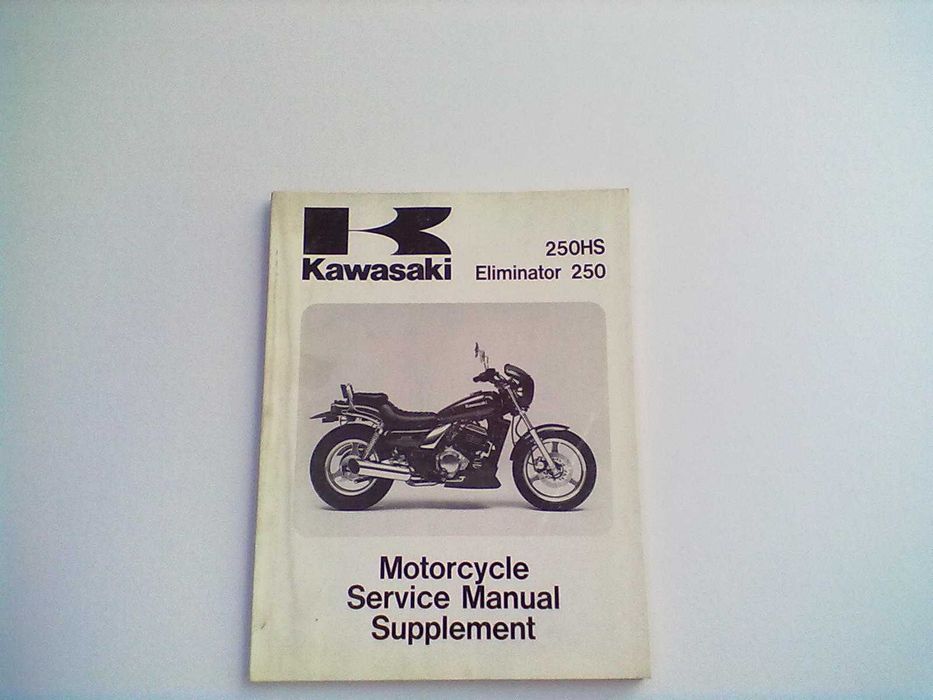 Kawasaki
250HS
Eliminator 250
Motorcycle
Service Manual
Supplement